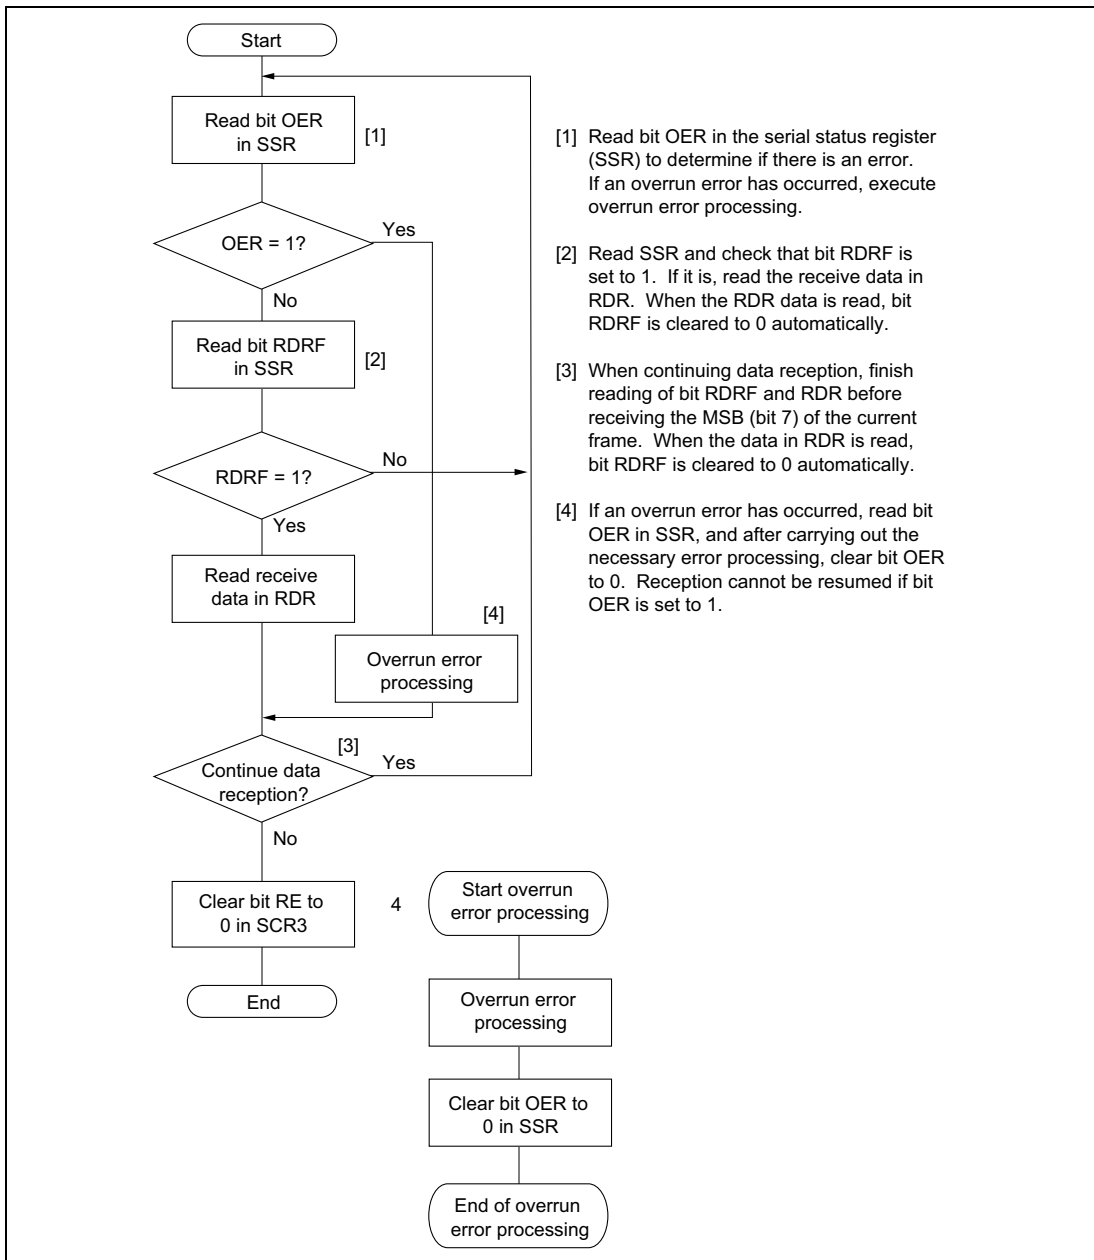 Start
Read bit OER
in SSR
[1]
OER = 1?
Yes
No
Read bit RDRF
in SSR
[2]
RDRF = 1?
No
Yes
Read receive
data in RDR
[4]
Overrun error
processing
[3]
Continue data
reception?
Yes
No
Clear bit RE to
0 in SCR3
End
[1] Read bit OER in the serial status register
(SSR) to determine if there is an error.
If an overrun error has occurred, execute
overrun error processing.
[2] Read SSR and check that bit RDRF is
set to 1. If it is, read the receive data in
RDR. When the RDR data is read, bit
RDRF is cleared to 0 automatically.
[3] When continuing data reception, finish
reading of bit RDRF and RDR before
receiving the MSB (bit 7) of the current
frame. When the data in RDR is read,
bit RDRF is cleared to 0 automatically.
[4] If an overrun error has occurred, read bit
OER in SSR, and after carrying out the
necessary error processing, clear bit OER
to 0. Reception cannot be resumed if bit
OER is set to 1.
4
Start overrun
error processing
Overrun error
processing
Clear bit OER to
0 in SSR
End of overrun
error processing